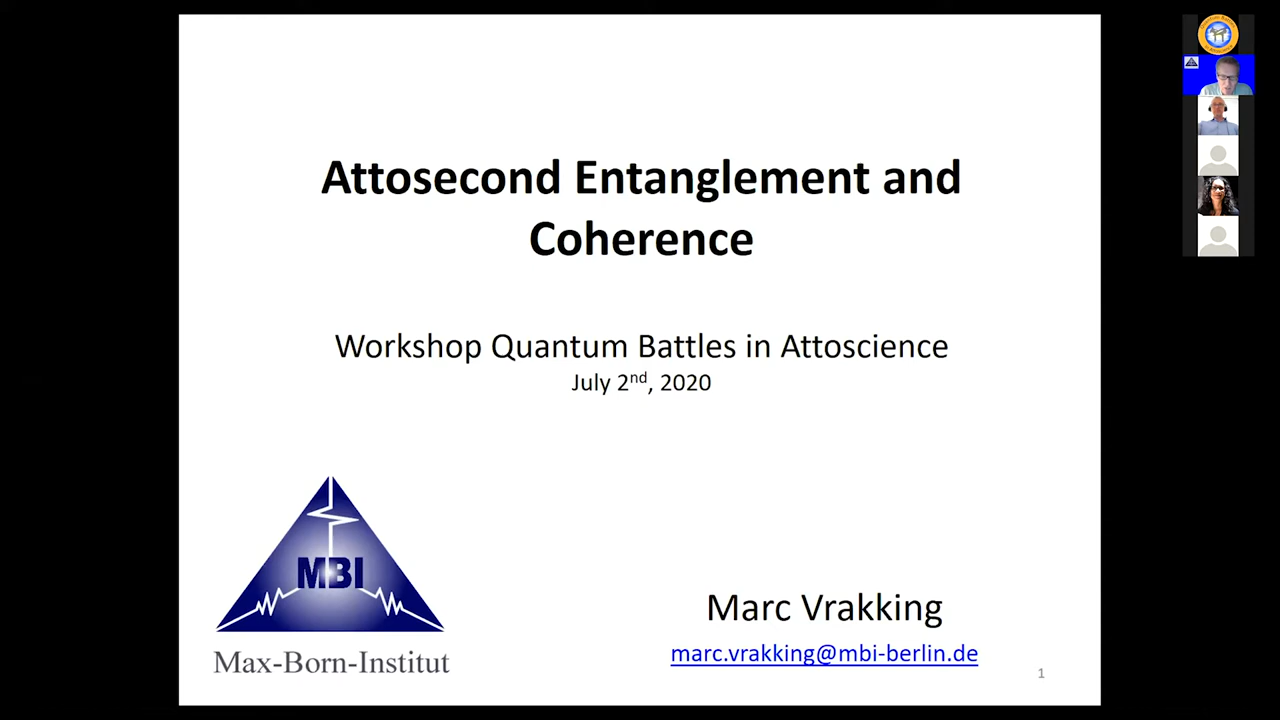 Attosecond Entanglement and
Coherence
Workshop Quantum Battles in Attoscience
July 2nd, 2020
MBI
Max-Born-Institut
Marc Vrakking
marc.vrakking@mbi-berlin.de
1